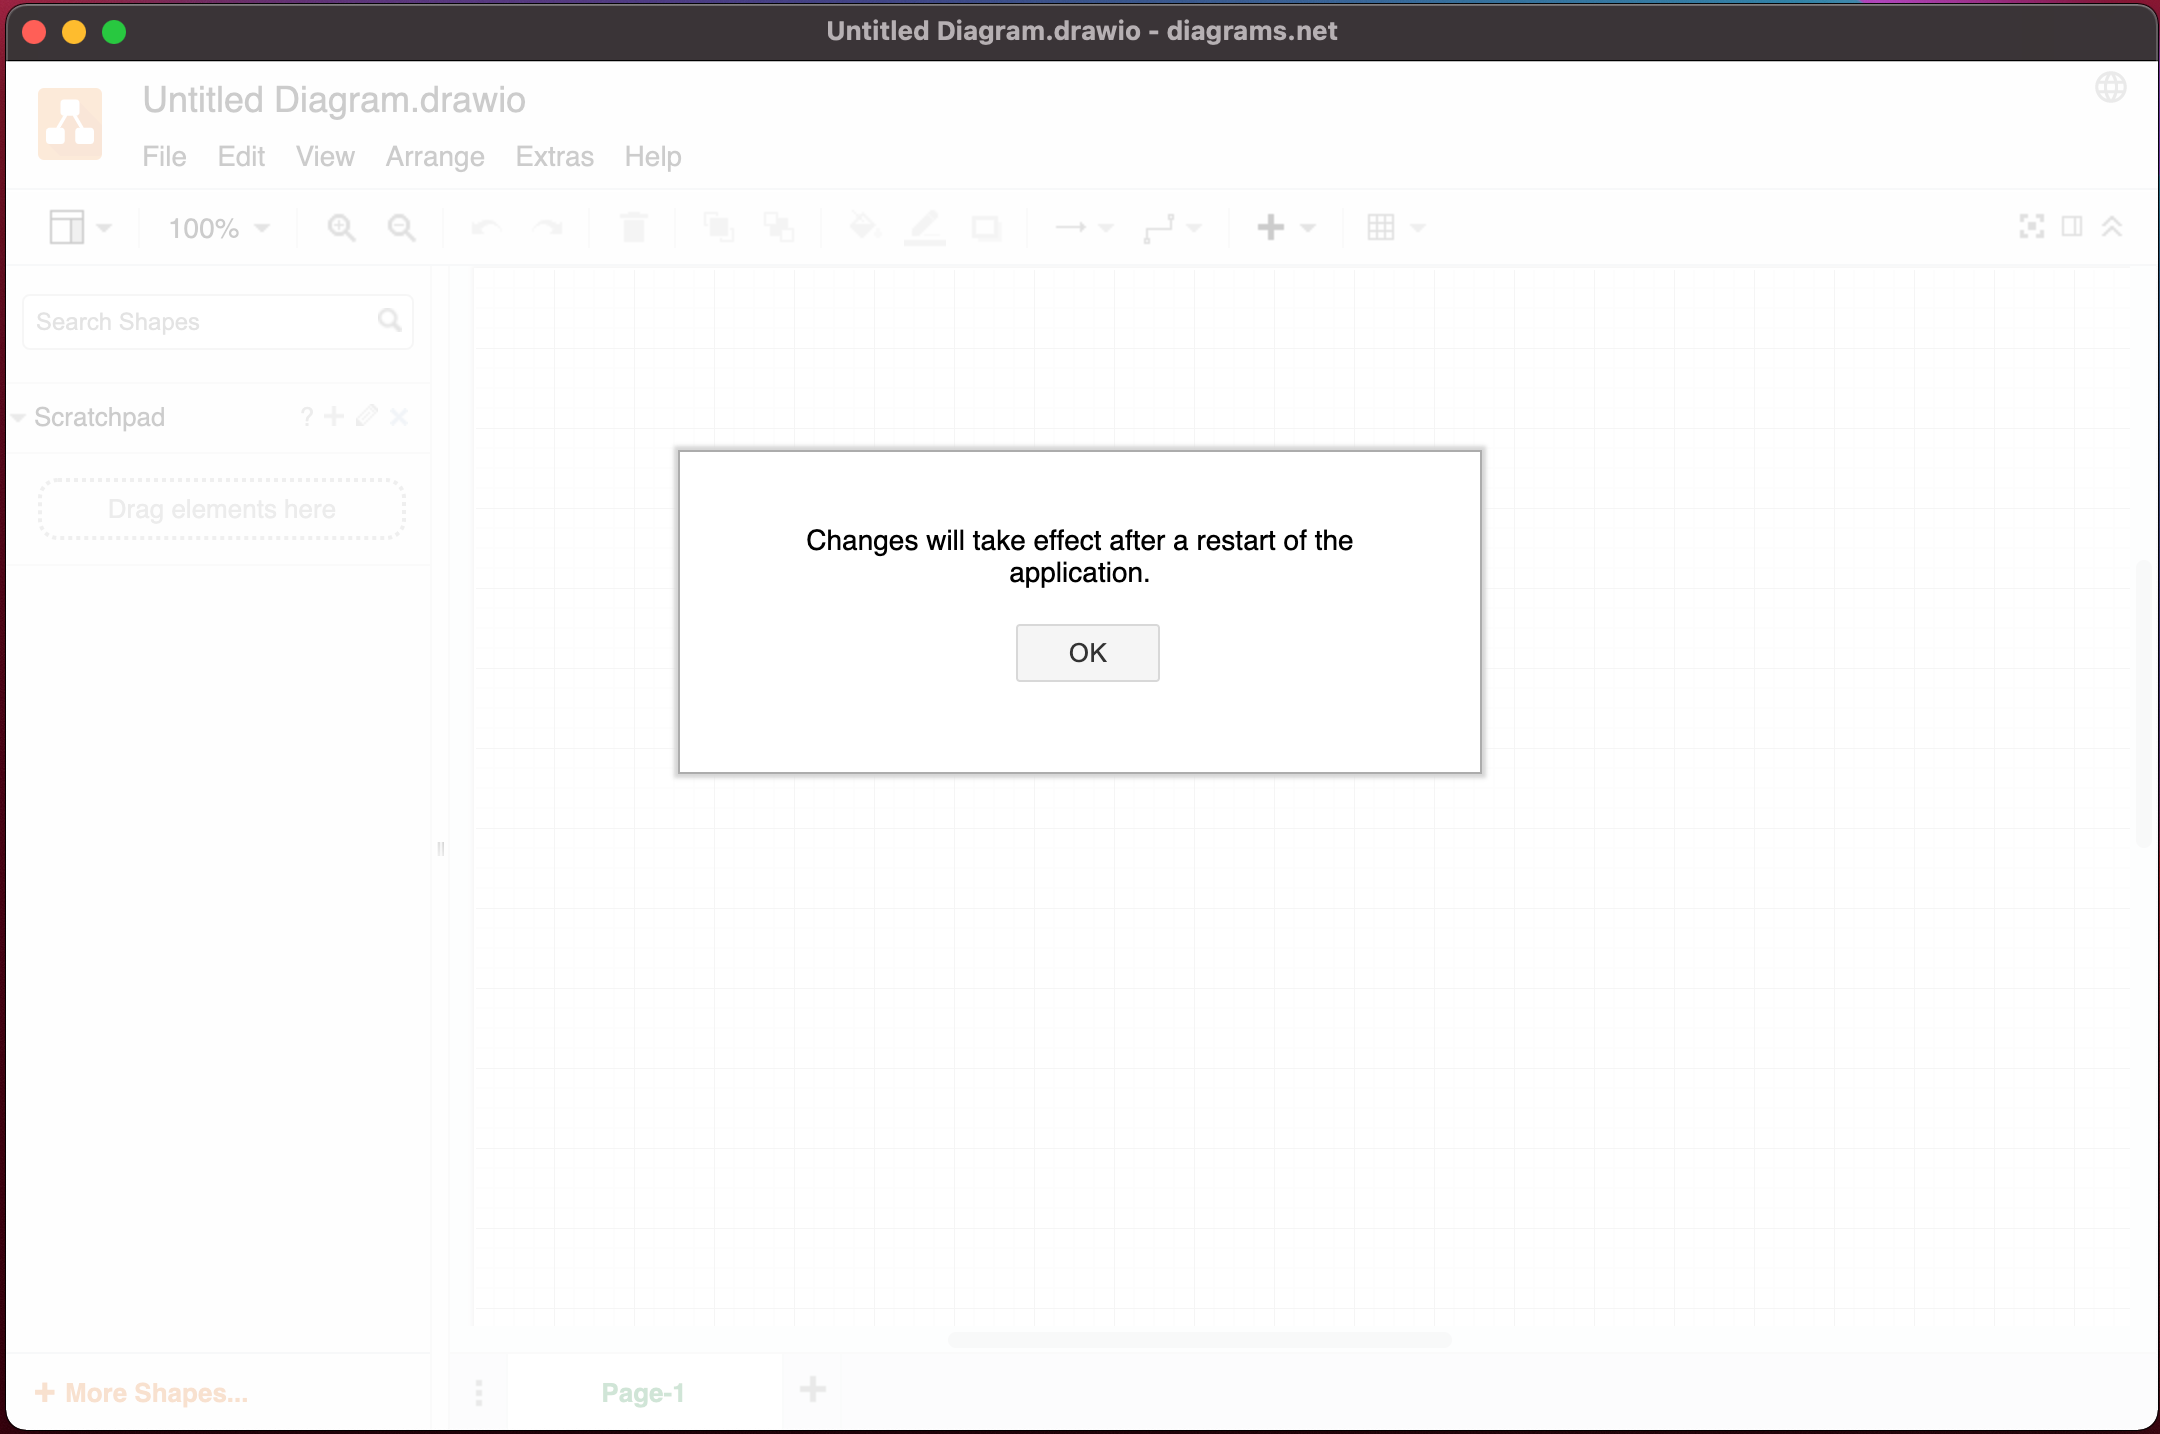 Untitled Diagram.drawio - diagrams.net
Untitled Diagram.drawio
File Edit View Arrange Extras Help
100%
Search Shapes
Scratchpad ?
Drag elements here
Changes will take effect after a restart of the
application.
OK
+ More Shapes...
Page-1